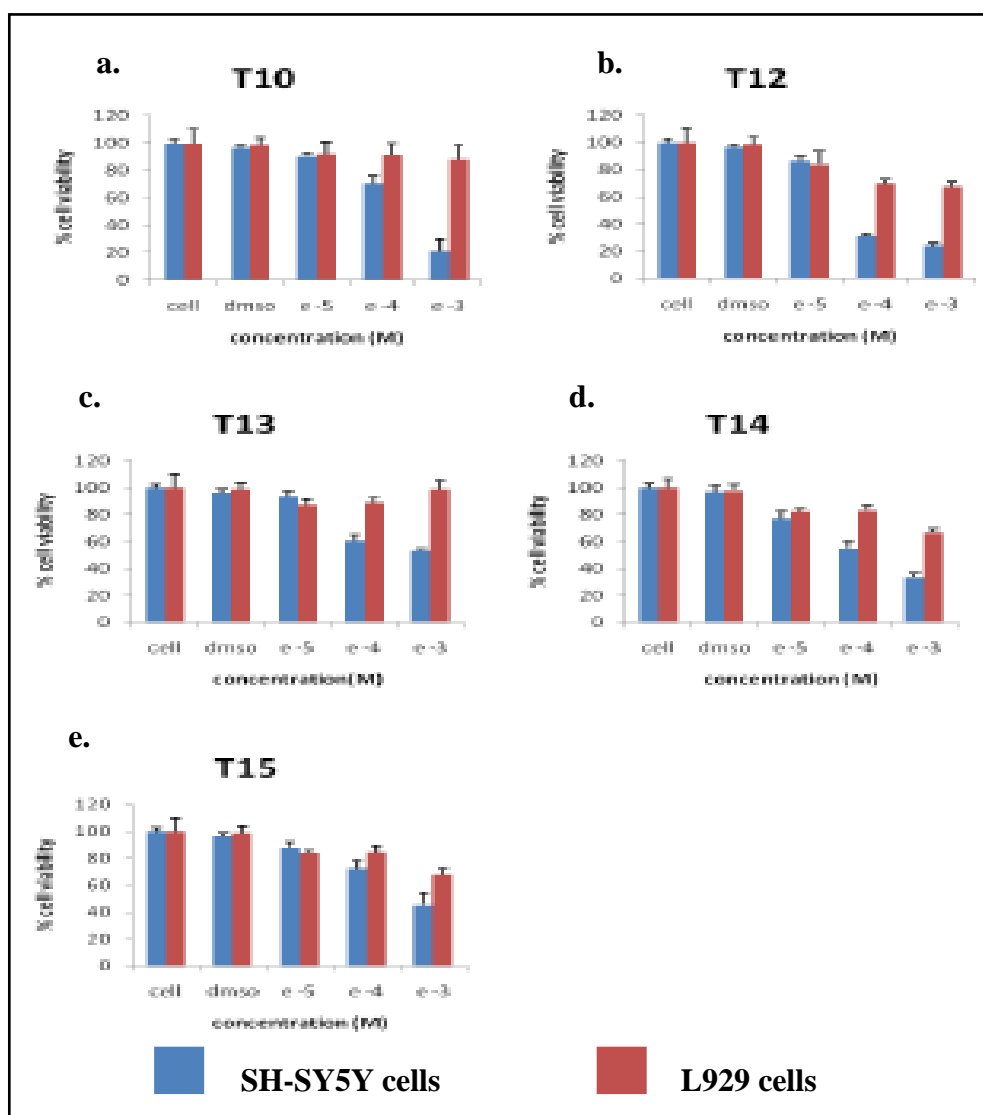 a.
T10
% cell viability
120
100
80
60
40
20
0
cell dmso e-5 e-4 e-3
concentration (M)
b.
T12
% cell viability
120
100
80
60
40
20
0
cell dmso e-5 e-4 e-3
concentration (M)
c.
T13
% cell viability
120
100
80
60
40
20
0
cell dmso e-5 e-4 e-3
concentration(M)
d.
T14
% cell viability
120
100
80
60
40
20
0
cell dmso e-5 e-4 e-3
concentration (M)
e.
T15
% cell viability
120
100
80
60
40
20
0
cell dmso e-5 e-4 e-3
concentration (M)
SH-SY5Y cells L929 cells